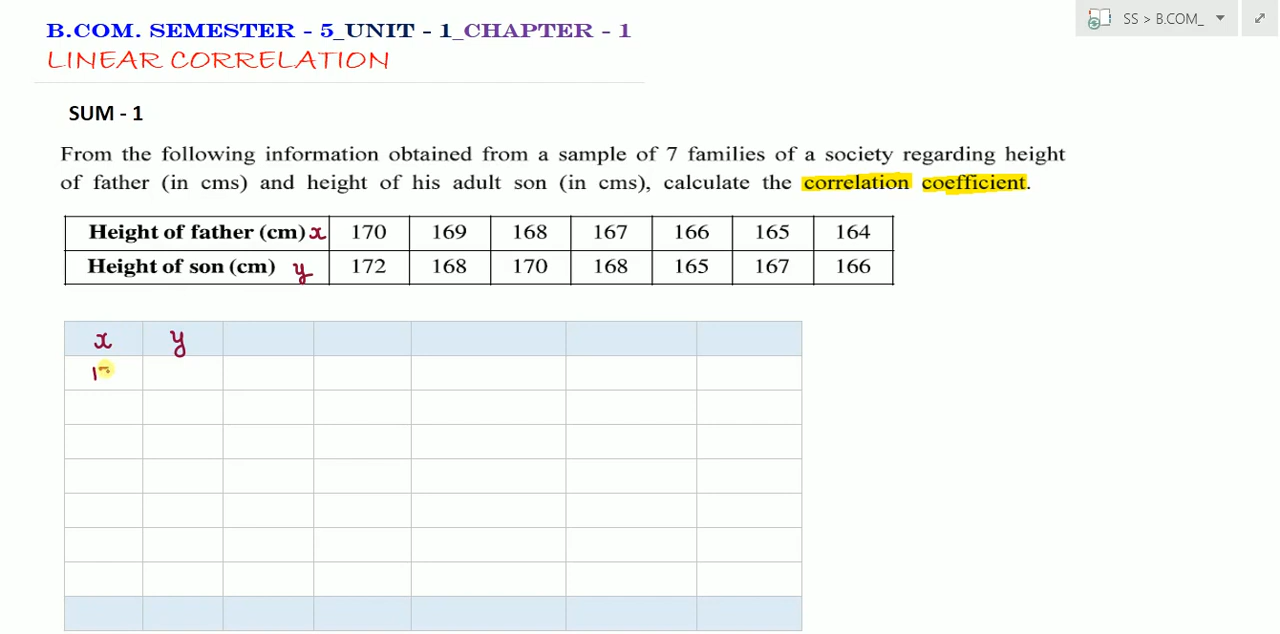 B.COM. SEMESTER - 5_UNIT - 1_CHAPTER - 1
SS > B.COM_
LINEAR CORRELATION
SUM - 1
From the following information obtained from a sample of 7 families of a society regarding height
of father (in cms) and height of his adult son (in cms), calculate the correlation coefficient.
Height of father (cm) x 170 169 168 167 166 165 164
Height of son (cm) y 172 168 170 168 165 167 166
x y